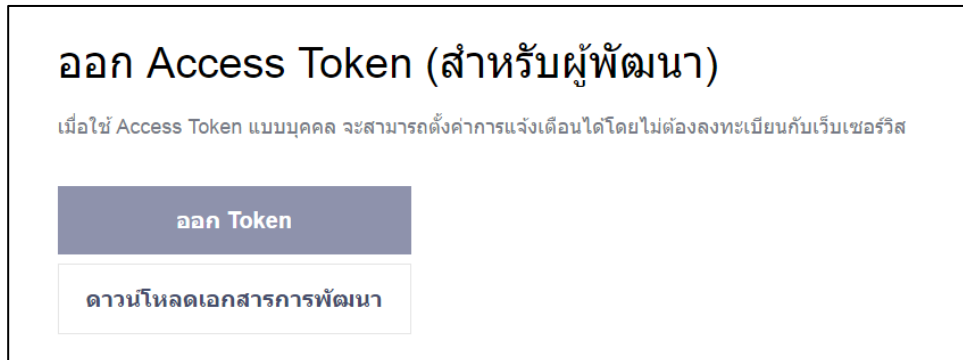 ออก Access Token (สำหรับผู้พัฒนา)
เมื่อใช้ Access Token แบบบุคคล จะสามารถตั้งค่าการแจ้งเตือนได้โดยไม่ต้องลงทะเบียนกับเว็บเซอร์วิส
ออก Token
ดาวน์โหลดเอกสารการพัฒนา